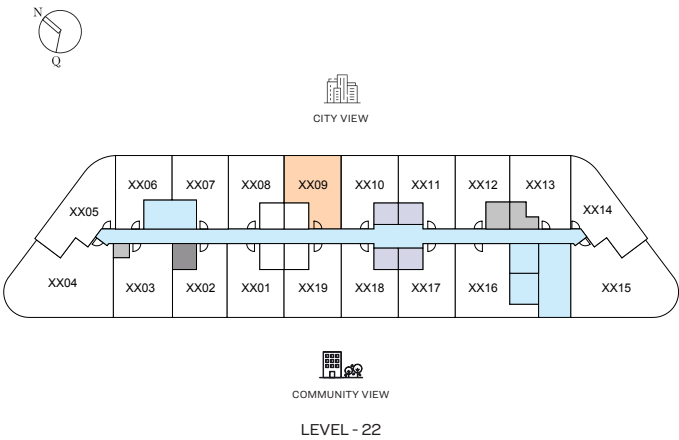 N
Q
CITY VIEW
XX06 XX07 XX08 XX09 XX10 XX11 XX12 XX13
XX05 XX14
XX04 XX03 XX02 XX01 XX19 XX18 XX17 XX16 XX15
COMMUNITY VIEW
LEVEL - 22